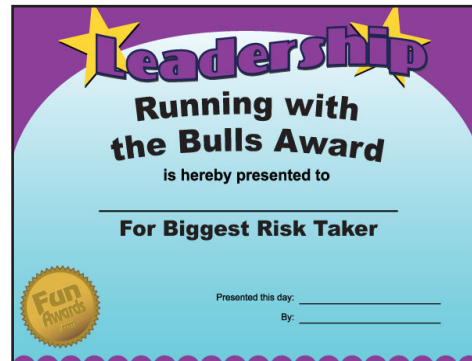 Leadership
Running with
the Bulls Award
is hereby presented to
For Biggest Risk Taker
Fun
Awards
Presented this day:
By: